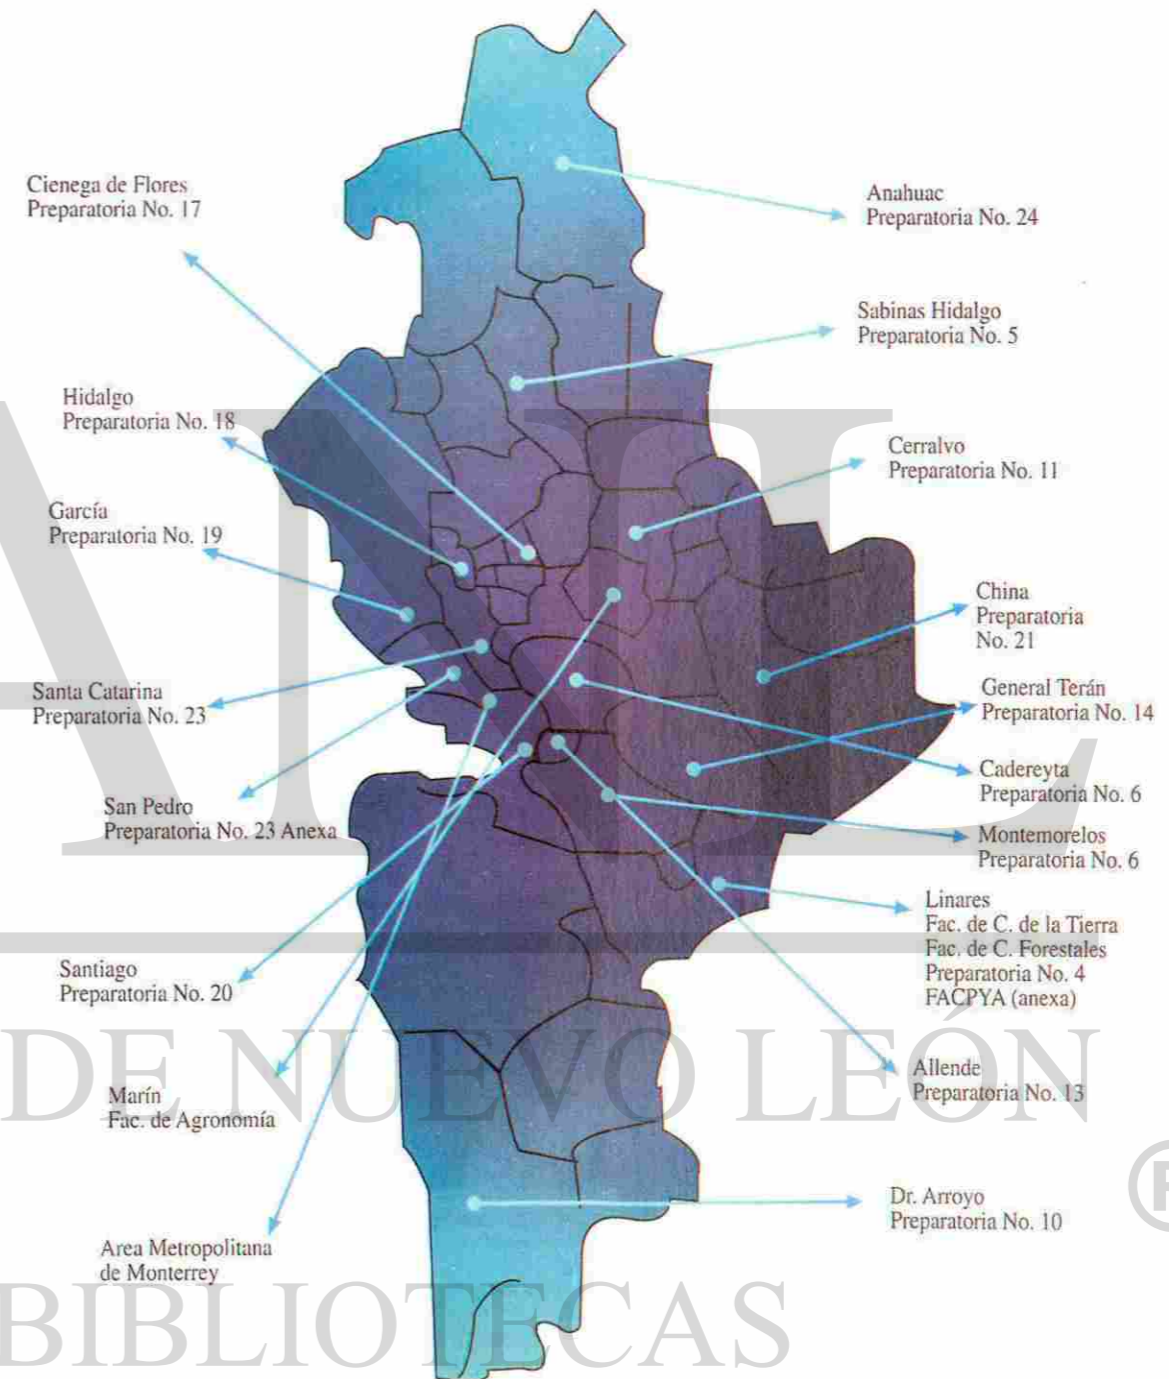 Cienega de Flores
Preparatoria No. 17
Anahuac
Preparatoria No. 24
Sabinas Hidalgo
Preparatoria No. 5
Hidalgo
Preparatoria No. 18
Cerralvo
Preparatoria No. 11
García
Preparatoria No. 19
China
Preparatoria
No. 21
Santa Catarina
Preparatoria No. 23
General Terán
Preparatoria No. 14
Cadereyta
Preparatoria No. 6
San Pedro
Preparatoria No. 23 Anexa
Montemorelos
Preparatoria No. 6
Linares
Fac. de C. de la Tierra
Fac. de C. Forestales
Preparatoria No. 4
FACPYA (anexa)
Santiago
Preparatoria No. 20
Allende
Preparatoria No. 13
Marín
Fac. de Agronomía
Dr. Arroyo
Preparatoria No. 10
Area Metropolitana
de Monterrey
ANL
DE NUEVO LEÓN
®
BIBLIOTECAS